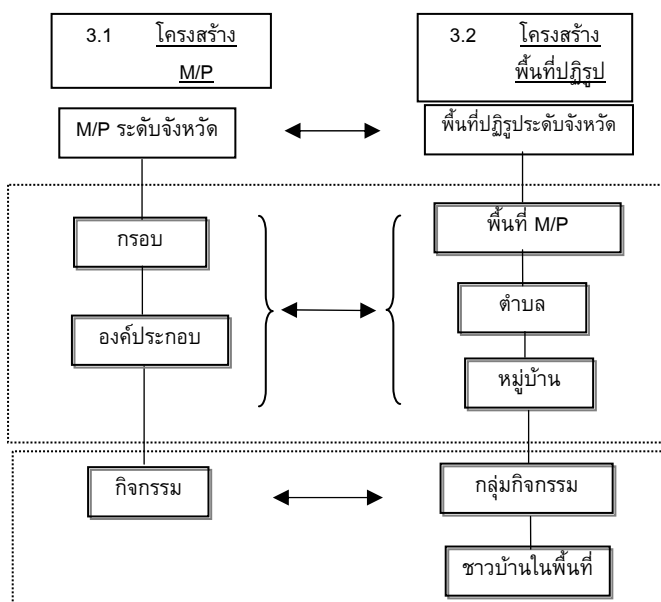 3.1 โครงสร้าง
M/P
3.2 โครงสร้าง
พื้นที่ปฏิรูป
M/P ระดับจังหวัด
พื้นที่ปฏิรูประดับจังหวัด
กรอบ
พื้นที่ M/P
องค์ประกอบ
ตำบล
หมู่บ้าน
กิจกรรม
กลุ่มกิจกรรม
ชาวบ้านในพื้นที่